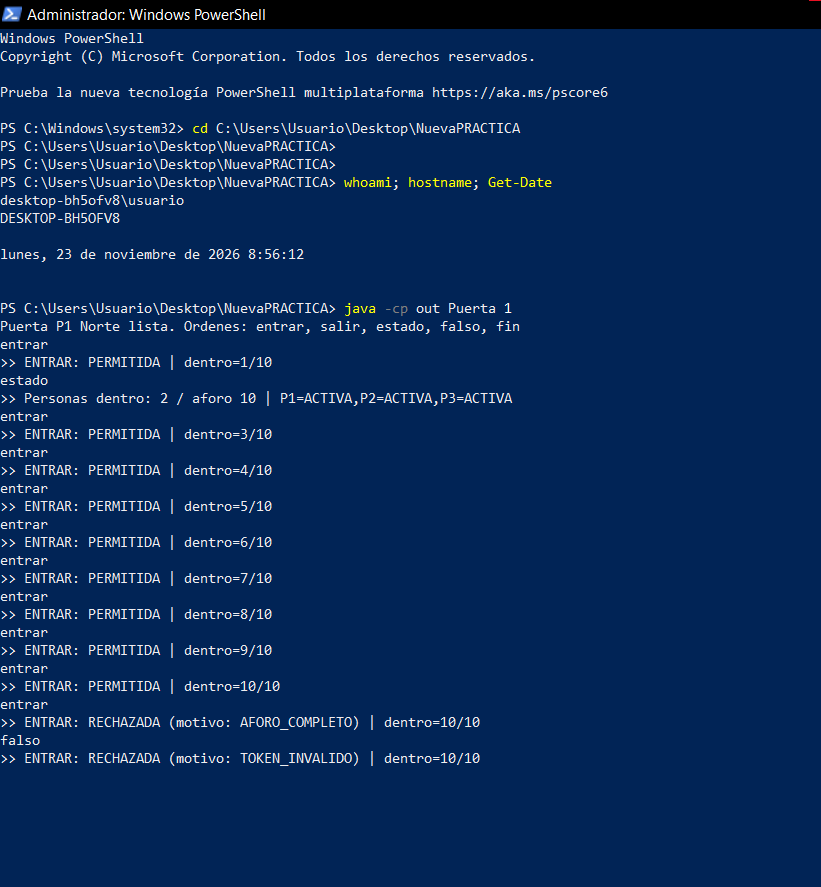 Administrador: Windows PowerShell
Windows PowerShell
Copyright (C) Microsoft Corporation. Todos los derechos reservados.
Prueba la nueva tecnología PowerShell multiplataforma https://aka.ms/pscore6
PS C:\Windows\system32> cd C:\Users\Usuario\Desktop\NuevaPRACTICA
PS C:\Users\Usuario\Desktop\NuevaPRACTICA>
PS C:\Users\Usuario\Desktop\NuevaPRACTICA>
PS C:\Users\Usuario\Desktop\NuevaPRACTICA> whoami; hostname; Get-Date
desktop-bh5ofv8\usuario
DESKTOP-BH5OFV8
lunes, 23 de noviembre de 2026 8:56:12
PS C:\Users\Usuario\Desktop\NuevaPRACTICA> java -cp out Puerta 1
Puerta P1 Norte lista. Ordenes: entrar, salir, estado, falso, fin
entrar
>> ENTRAR: PERMITIDA | dentro=1/10
estado
>> Personas dentro: 2 / aforo 10 | P1=ACTIVA,P2=ACTIVA,P3=ACTIVA
entrar
>> ENTRAR: PERMITIDA | dentro=3/10
entrar
>> ENTRAR: PERMITIDA | dentro=4/10
entrar
>> ENTRAR: PERMITIDA | dentro=5/10
entrar
>> ENTRAR: PERMITIDA | dentro=6/10
entrar
>> ENTRAR: PERMITIDA | dentro=7/10
entrar
>> ENTRAR: PERMITIDA | dentro=8/10
entrar
>> ENTRAR: PERMITIDA | dentro=9/10
entrar
>> ENTRAR: PERMITIDA | dentro=10/10
entrar
>> ENTRAR: RECHAZADA (motivo: AFORO_COMPLETO) | dentro=10/10
falso
>> ENTRAR: RECHAZADA (motivo: TOKEN_INVALIDO) | dentro=10/10